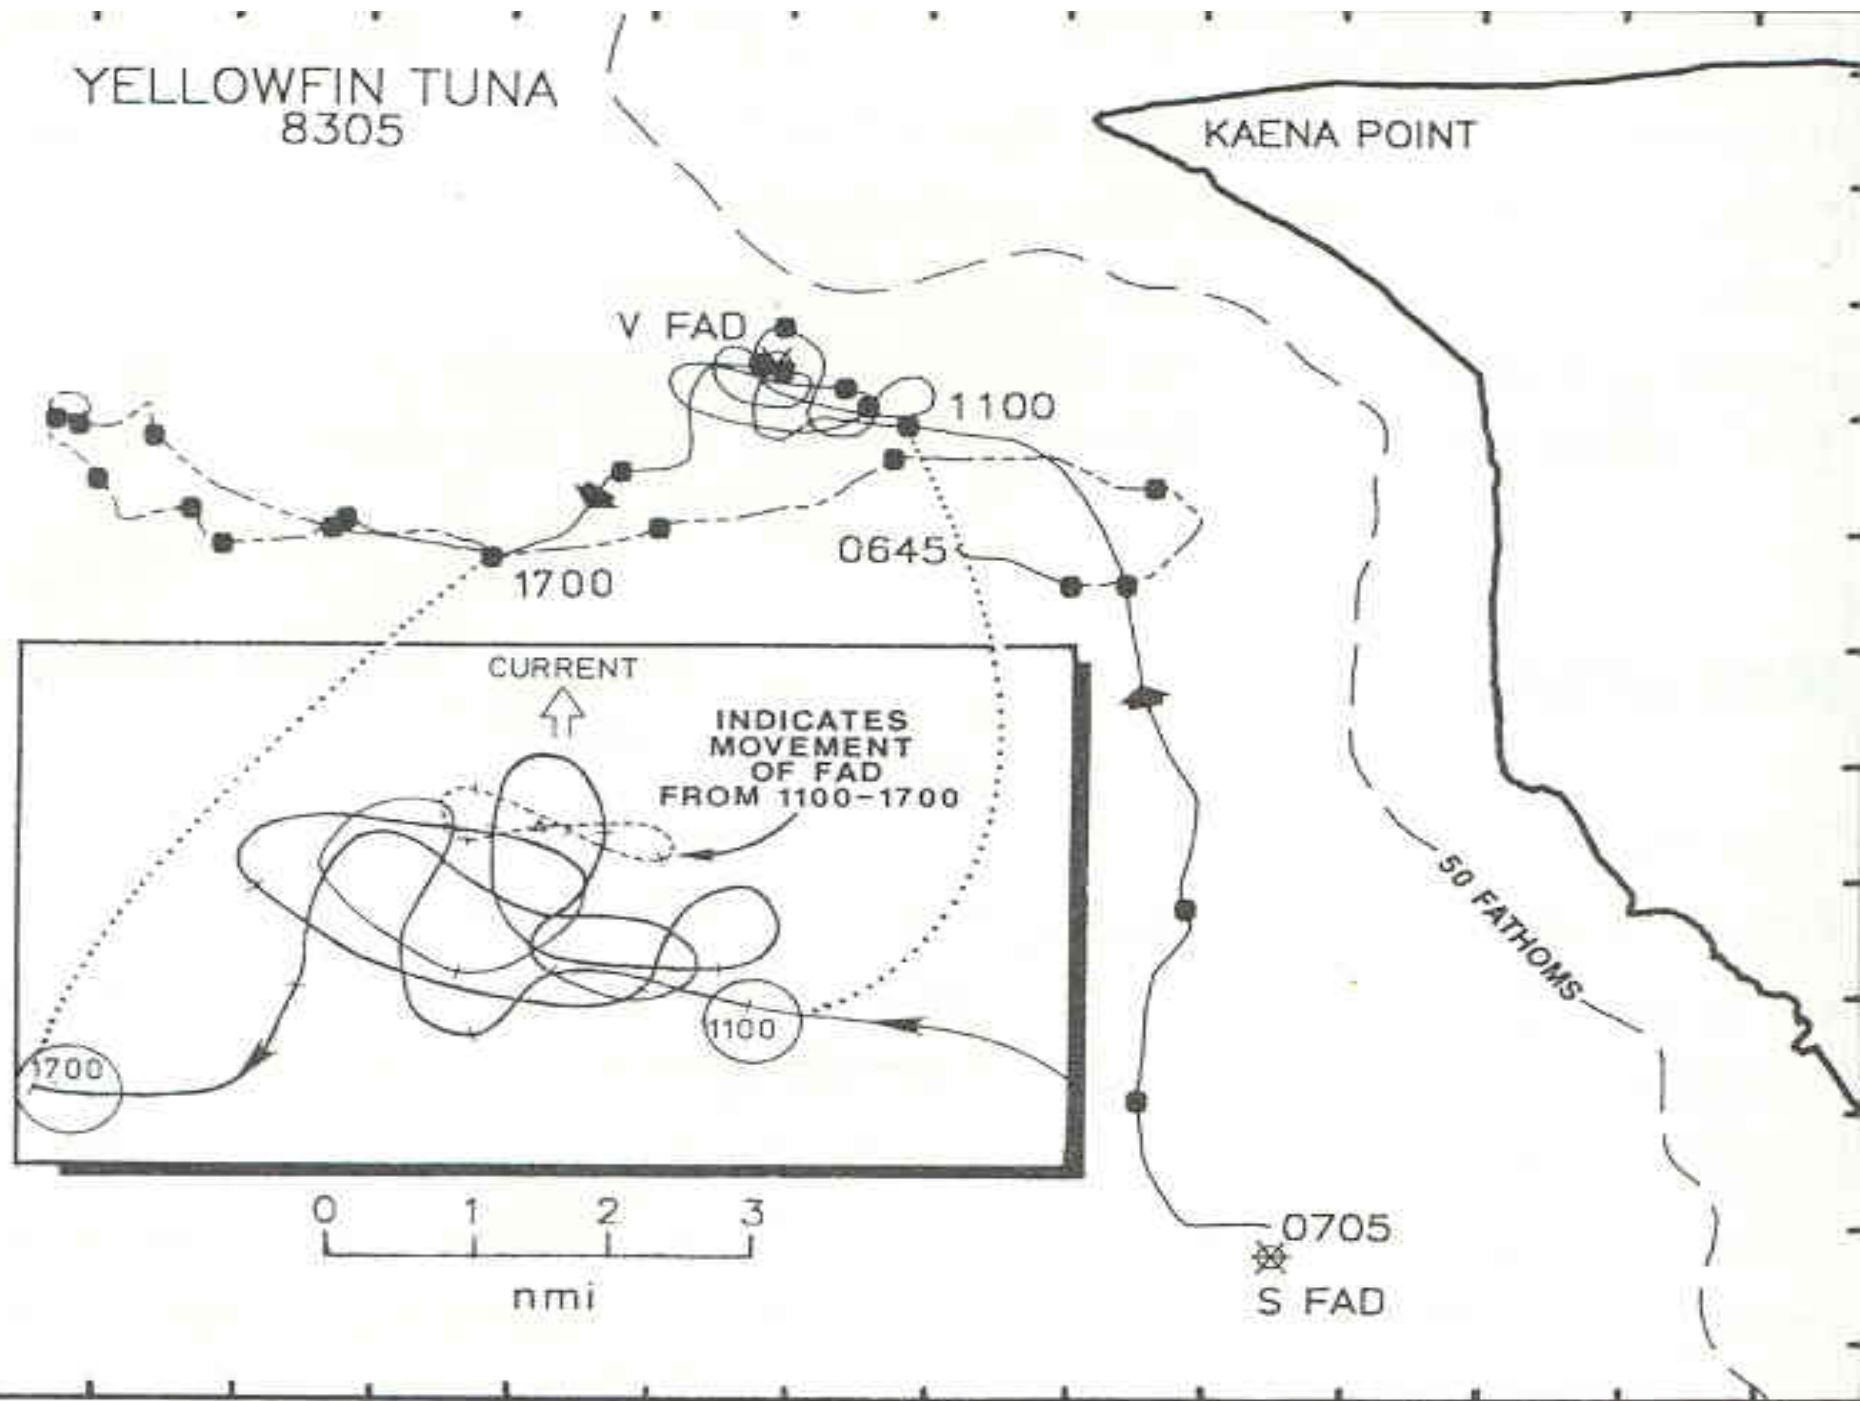 YELLOWFIN TUNA
8305
KAENA POINT
V FAD
1100
0645
1700
CURRENT
INDICATES
MOVEMENT
OF FAD
FROM 1100-1700
50 FATHOMS
1100
1700
0 1 2 3
nmi
0705
S FAD